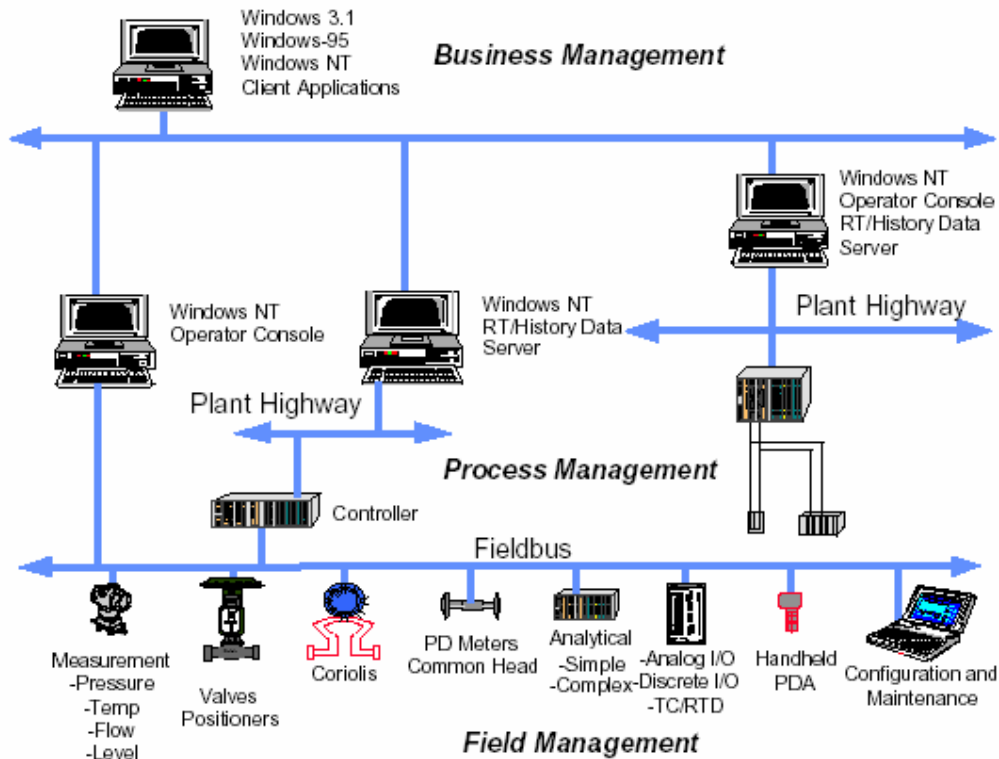 Windows 3.1
Windows-95
Windows NT
Client Applications
Business Management
Windows NT
Operator Console
RT/History Data
Server
Windows NT
Operator Console
Windows NT
RT/History Data
Server
Plant Highway
Plant Highway
Process Management
Controller
Fieldbus
Measurement
-Pressure
-Temp
-Flow
-Level
Valves
Positioners
Coriolis
PD Meters
Common Head
Analytical
-Simple
-Complex
-Analog I/O
-Discrete I/O
-TC/RTD
Handheld
PDA
Configuration and
Maintenance
Field Management